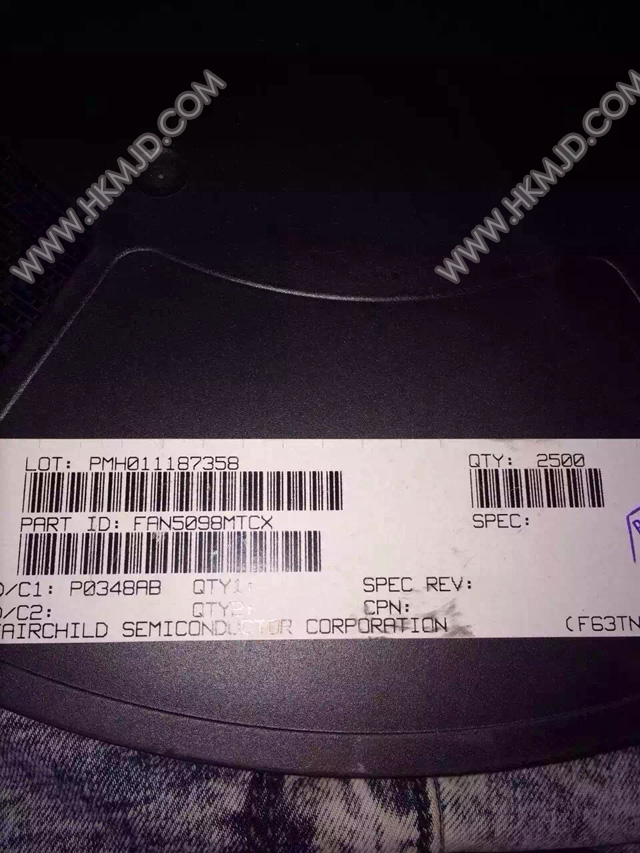 WWW.HKMJD.COM
WWW.HKMJD.COM
LOT: PMH011187358
QTY: 2500
PART ID: FAN5098MTCX
SPEC:
D/C1: P0348AB QTY1: SPEC REV:
D/C2: QTY2: CPN:
FAIRCHILD SEMICONDUCTOR CORPORATION (F63TN